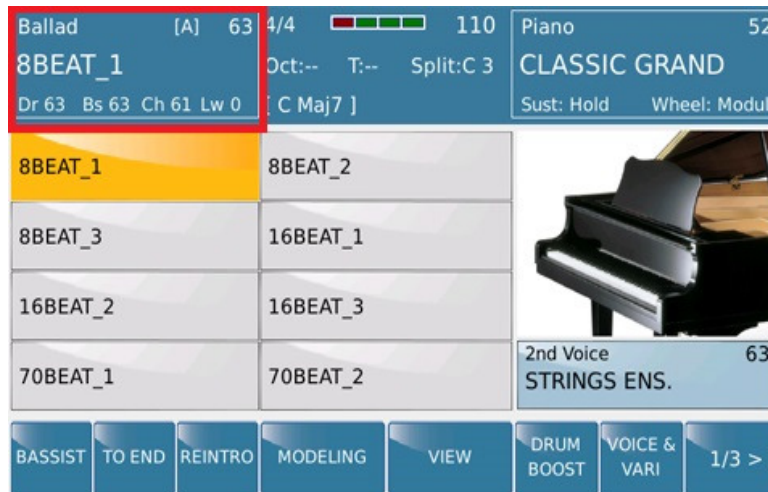 Ballad [A] 63
8BEAT_1
Dr 63 Bs 63 Ch 61 Lw 0
4/4 110
Oct:-- T:-- Split:C 3
[ C Maj7 ]
Piano 52
CLASSIC GRAND
Sust: Hold Wheel: Modul
8BEAT_1 8BEAT_2
8BEAT_3 16BEAT_1
16BEAT_2 16BEAT_3
70BEAT_1 70BEAT_2
2nd Voice 63
STRINGS ENS.
BASSIST TO END REINTRO MODELING VIEW
DRUM
BOOST
VOICE &
VARI
1/3 >